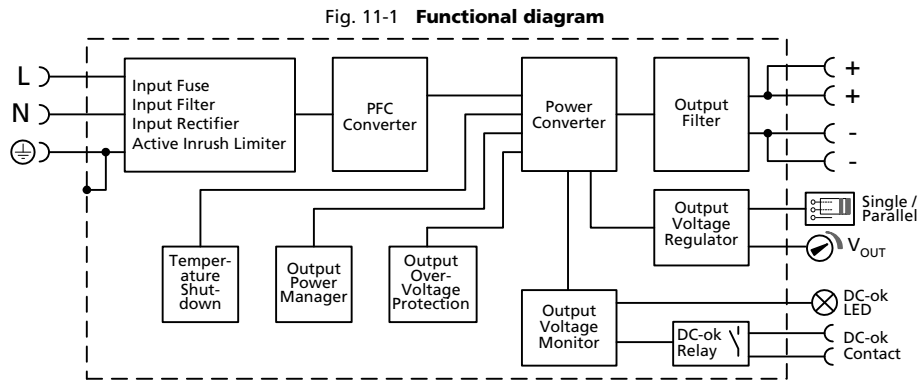 Fig. 11-1 Functional diagram
L
N
Input Fuse
Input Filter
Input Rectifier
Active Inrush Limiter
PFC
Converter
Power
Converter
Output
Filter
+
+
-
-
Output
Voltage
Regulator
Single /
Parallel
VOUT
Temper-
ature
Shut-
down
Output
Power
Manager
Output
Over-
Voltage
Protection
Output
Voltage
Monitor
DC-ok
Relay
DC-ok
LED
DC-ok
Contact